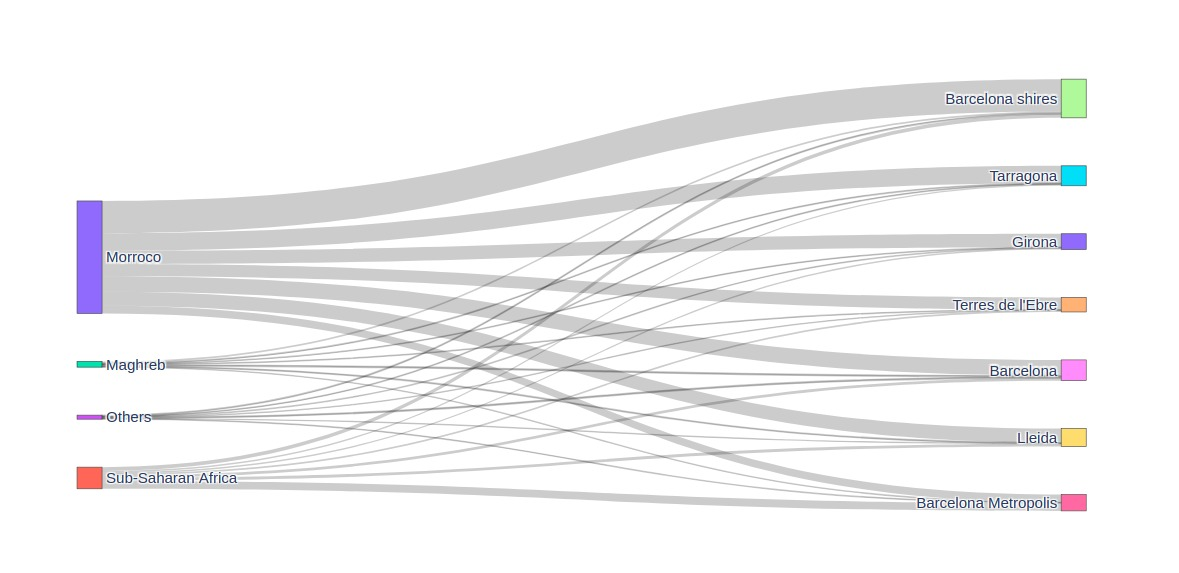 Morroco
Maghreb
Others
Sub-Saharan Africa
Barcelona shires
Tarragona
Girona
Terres de l'Ebre
Barcelona
Lleida
Barcelona Metropolis